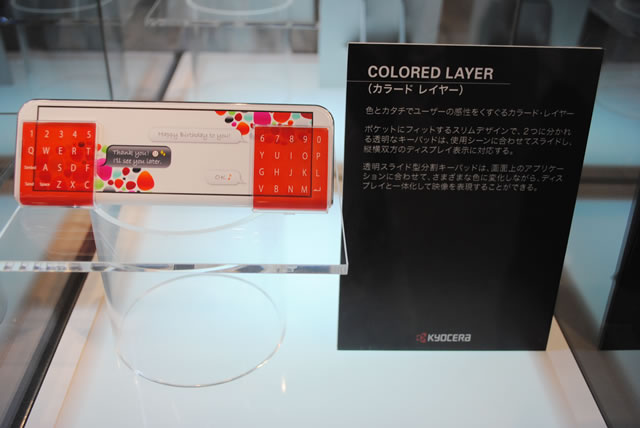 COLORED LAYER
(カラード レイヤー)
色とカタチでユーザーの感性をくすぐるカラード・レイヤー
ポケットにフィットするスリムデザインで、2つに分かれ
る透明なキーパッドは、使用シーンに合わせてスライドし、
縦横双方のディスプレイ表示に対応する。
透明スライド型分割キーパッドは、画面上のアプリケー
ションに合わせて、さまざまな色に変化しながら、ディス
プレイと一体化して映像を表現することができる。
KYOCERA
Happy Birthday to you!
Thank you!
I'll see you later.
OK
1 2 3 4 5
Q W E R T
A S D F G
Space Z X C
6 7 8 9 0
Y U I O P
G H J K L
V B N M